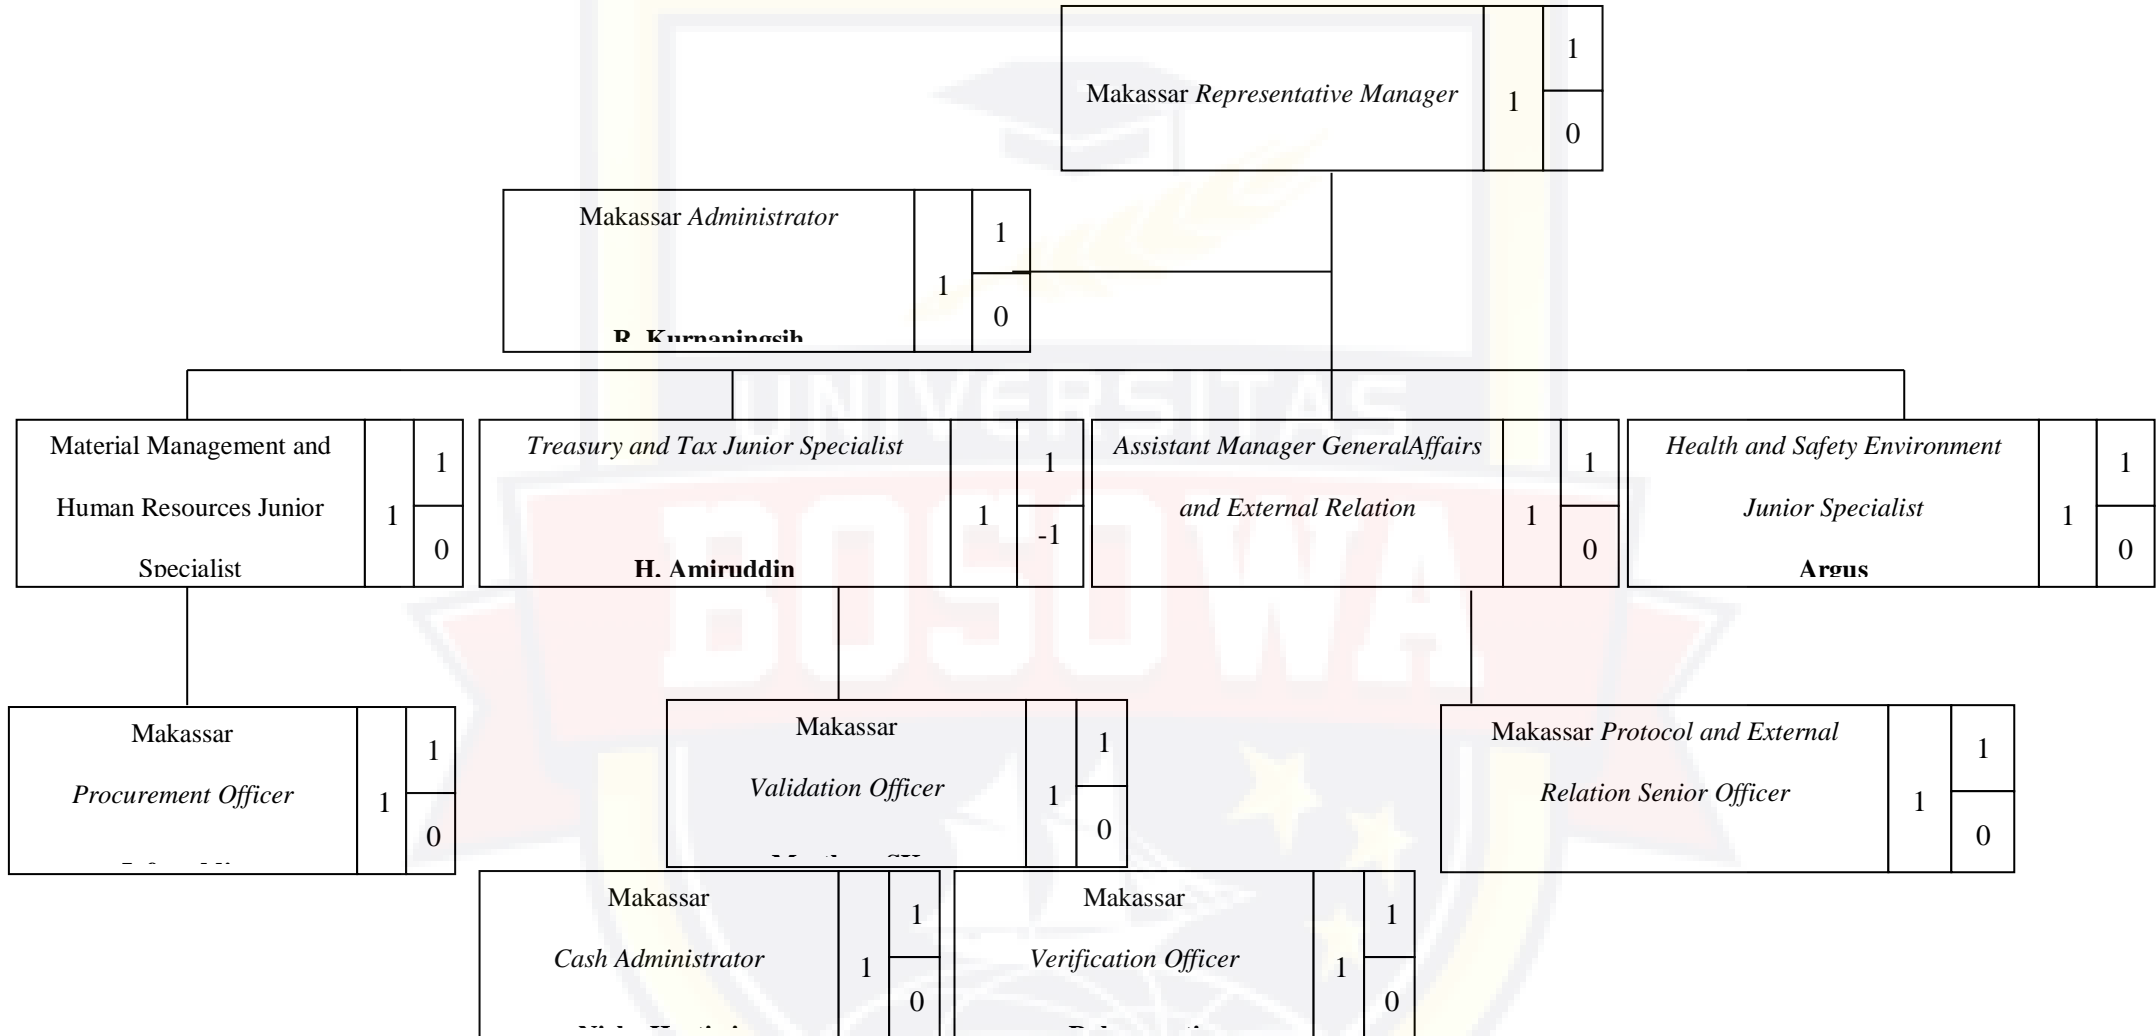 Makassar Representative Manager
1
1
0
Makassar Administrator
R. Kurnaningsih
1
1
0
Material Management and
Human Resources Junior
Specialist
1
1
0
Treasury and Tax Junior Specialist
H. Amiruddin
1
1
-1
Assistant Manager GeneralAffairs
and External Relation
1
1
0
Health and Safety Environment
Junior Specialist
Argus
1
1
0
Makassar
Procurement Officer
1
1
0
Makassar
Validation Officer
1
1
0
Makassar Protocol and External
Relation Senior Officer
1
1
0
Makassar
Cash Administrator
1
1
0
Makassar
Verification Officer
1
1
0
UNIVERSITAS
BOSOWA